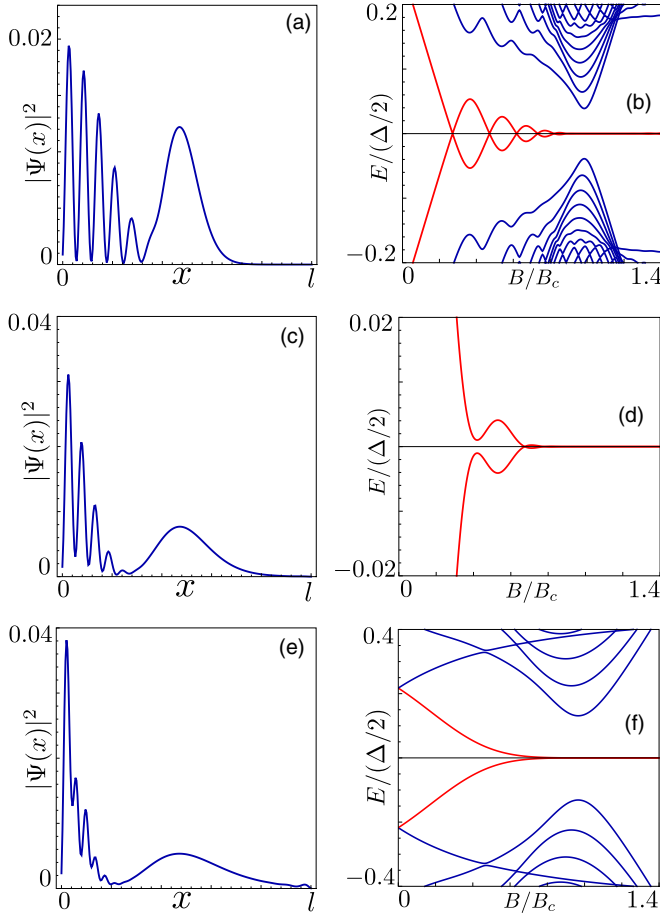 (a)
0.02
|Ψ(x)|²
0
0
x
l
(b)
0.2
E/(Δ/2)
−0.2
0
B/B_c
1.4
(c)
0.04
|Ψ(x)|²
0
0
x
l
(d)
0.02
E/(Δ/2)
−0.02
0
B/B_c
1.4
(e)
0.04
|Ψ(x)|²
0
0
x
l
(f)
0.4
E/(Δ/2)
−0.4
0
B/B_c
1.4